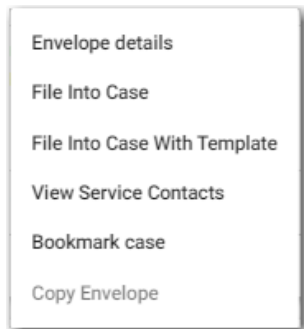 Envelope details
File Into Case
File Into Case With Template
View Service Contacts
Bookmark case
Copy Envelope